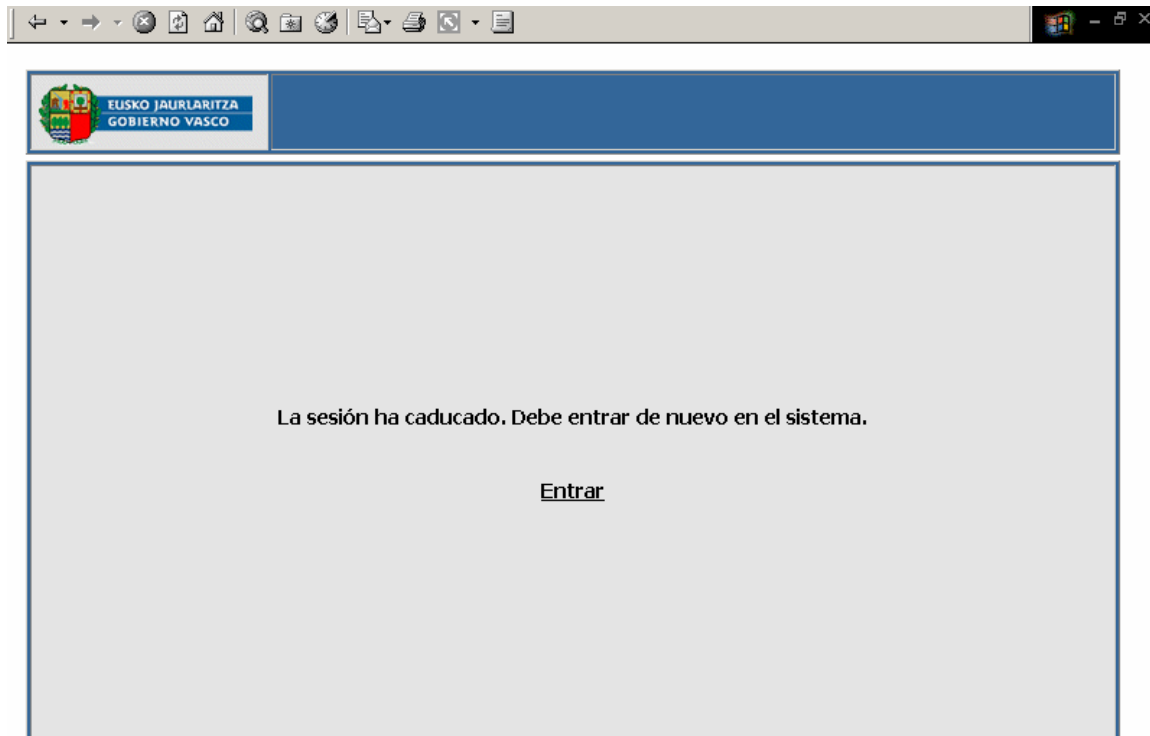 EUSKO JAURLARITZA
GOBIERNO VASCO
La sesión ha caducado. Debe entrar de nuevo en el sistema.
Entrar